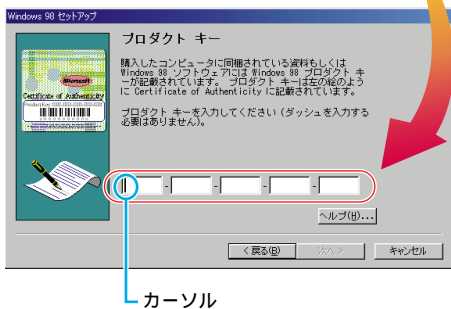 Windows 98 セットアップ
プロダクト キー
購入したコンピュータに同梱されている資料もしくは
Windows 98 ソフトウェアには Windows 98 プロダクト キ
ーが記載されています。 プロダクト キーは左の絵のよう
に Certificate of Authenticity に記載されています。
プロダクト キーを入力してください (ダッシュを入力する
必要はありません)。
Microsoft
Certificate of Authenticity
- - - -
ヘルプ(H)...
< 戻る(B)
次へ >
キャンセル
カーソル